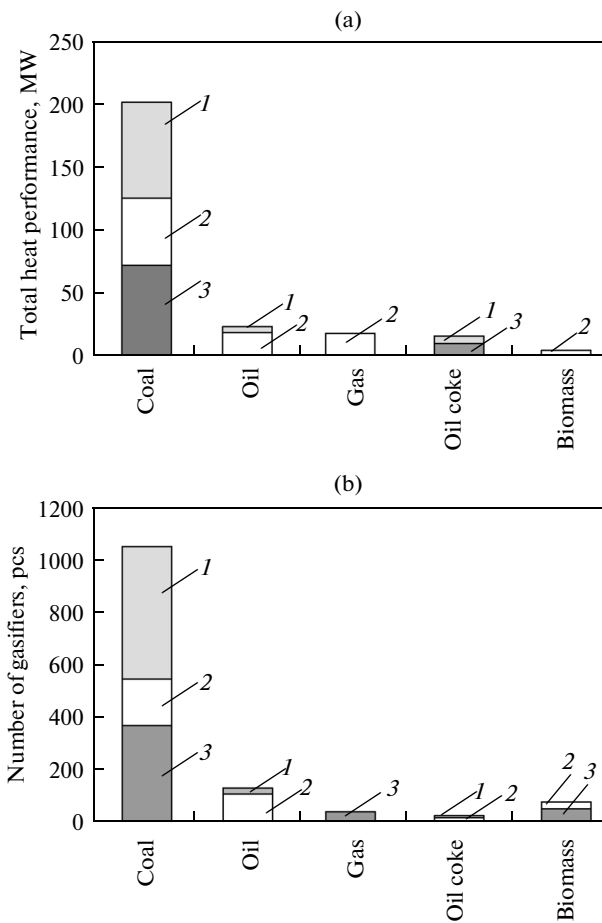 (a)
Total heat performance, MW
250
200
150
100
50
0
1
2
3
1
2
2
1
3
2
Coal
Oil
Gas
Oil coke
Biomass
(b)
Number of gasifiers, pcs
1200
1000
800
600
400
200
0
1
2
3
1
2
3
1
2
2
3
Coal
Oil
Gas
Oil coke
Biomass